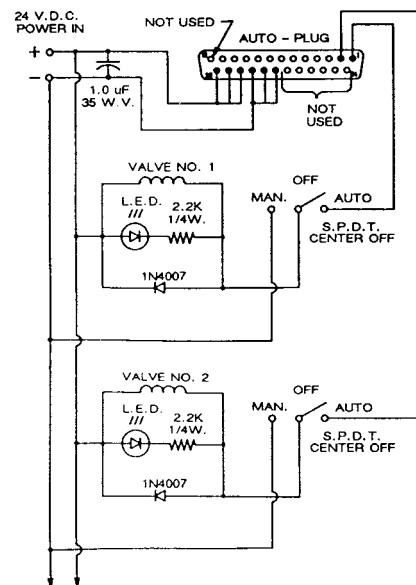 24 V.D.C.
POWER IN
NOT USED
AUTO - PLUG
+
−
1.0 uF
35 W.V.
NOT
USED
VALVE NO. 1
L.E.D.
2.2K
1/4W.
1N4007
OFF
MAN.
AUTO
S.P.D.T.
CENTER OFF
VALVE NO. 2
L.E.D.
2.2K
1/4W.
1N4007
OFF
MAN.
AUTO
S.P.D.T.
CENTER OFF